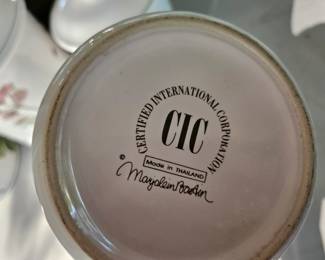 CERTIFIED INTERNATIONAL CORPORATION
CIC
Made in THAILAND
© Marjolein Bastin